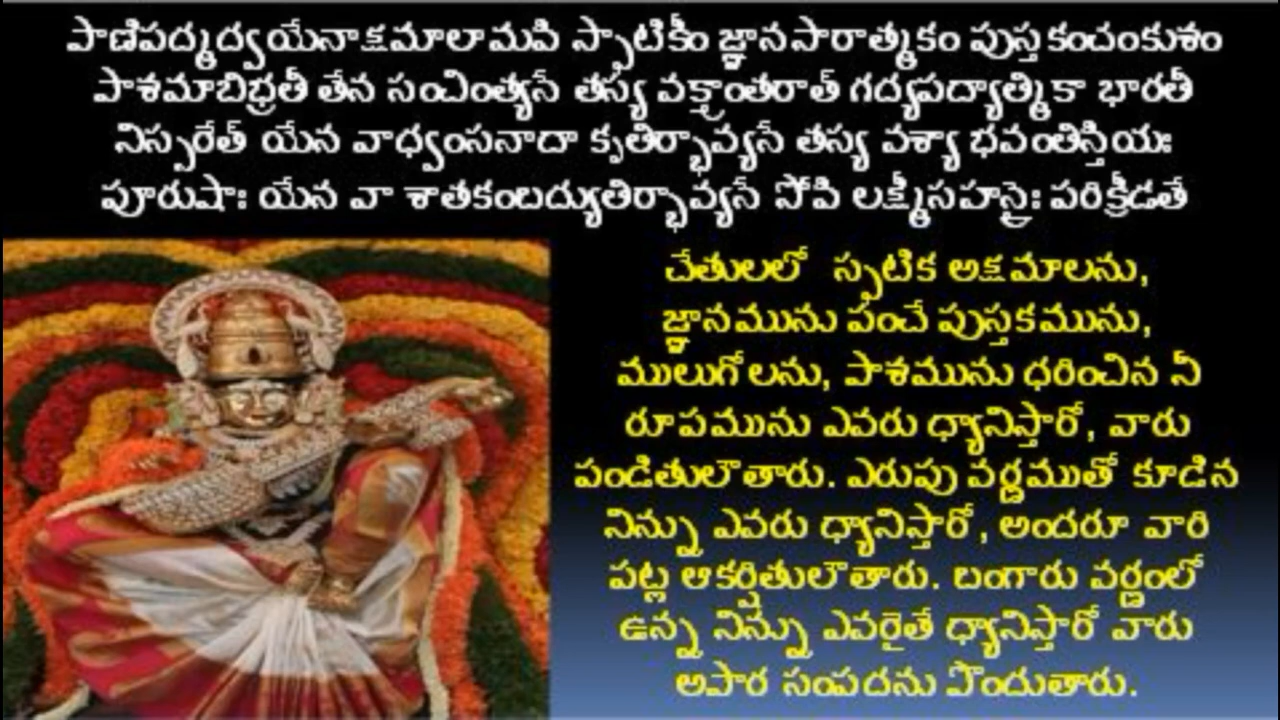 పాణిపద్మద్వయేనాక్షమాలామపి స్ఫాటికీం జ్ఞానసారాత్మకం పుస్తకంచంకుశం
పాశమాబిభ్రతీ తేన సంచింత్యసే తస్య వక్త్రాంతరాత్ గద్యపద్యాత్మికా భారతీ
నిస్సరేత్ యేన వాధ్వంసనాదా కృతిర్భావ్యసే తస్య వశ్యా భవంతిస్తియః
పూరుషాః యేన వా శాతకంబద్యుతిర్భావ్యసే సోపి లక్ష్మీసహస్రైః పరిక్రీడతే
చేతులలో స్పటిక అక్షమాలను,
జ్ఞానమును పంచే పుస్తకమును,
ములుగోలను, పాశమును ధరించిన నీ
రూపమును ఎవరు ధ్యానిస్తారో, వారు
పండితులౌతారు. ఎరుపు వర్ణముతో కూడిన
నిన్ను ఎవరు ధ్యానిస్తారో, అందరూ వారి
పట్ల ఆకర్షితులౌతారు. బంగారు వర్ణంలో
ఉన్న నిన్ను ఎవరైతే ధ్యానిస్తారో వారు
అపార సంపదను పొందుతారు.